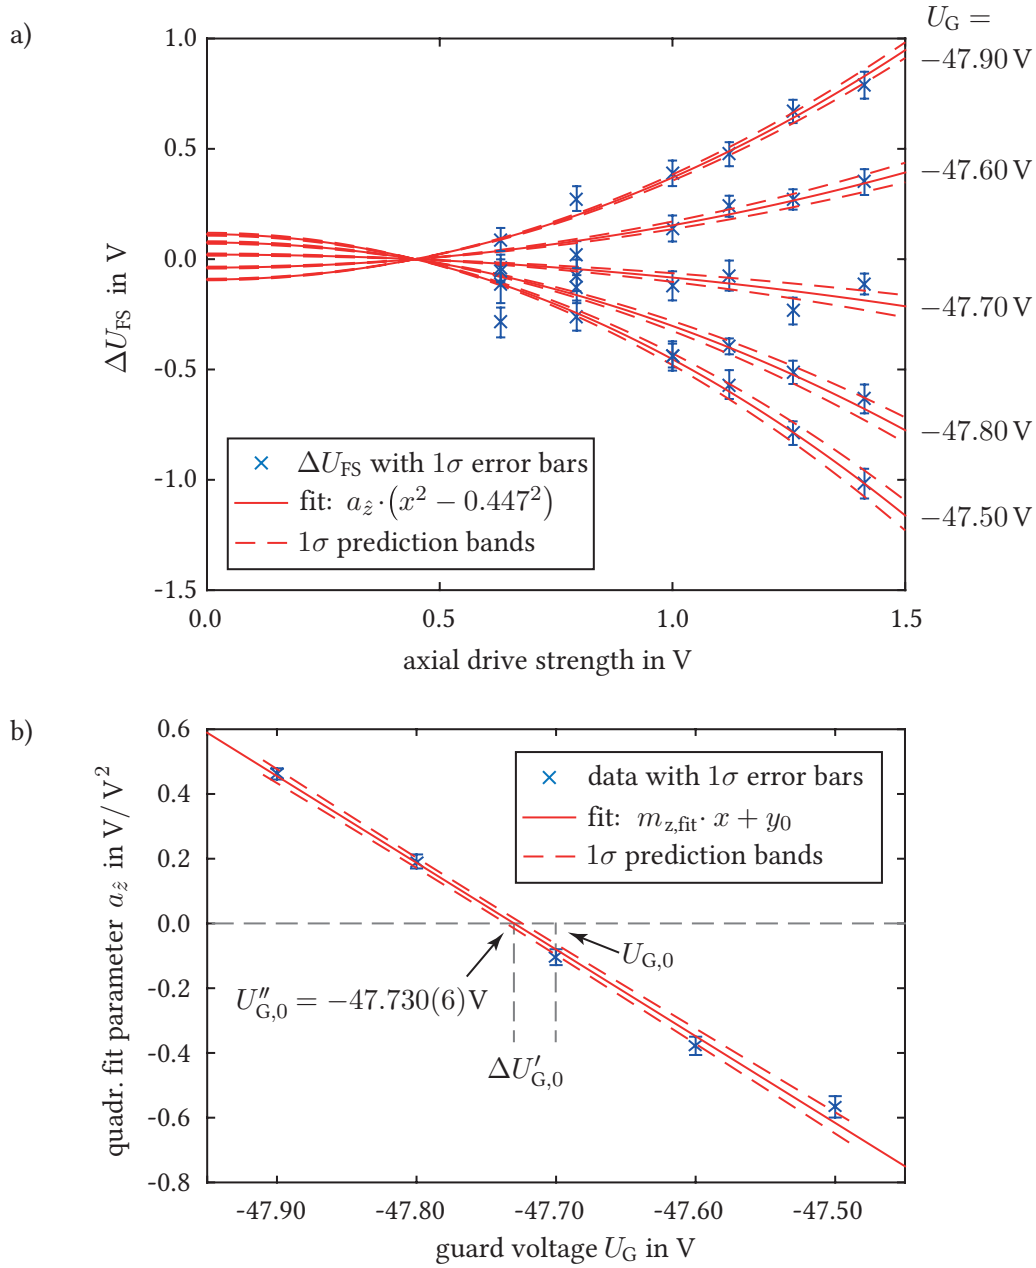 a)
U_G =
1.0
0.5
0.0
-0.5
-1.0
-1.5
ΔU_FS in V
−47.90 V
−47.60 V
−47.70 V
−47.80 V
−47.50 V
ΔU_FS with 1σ error bars
fit: a_ẑ·(x² − 0.447²)
1σ prediction bands
0.0 0.5 1.0 1.5
axial drive strength in V
b)
0.6
0.4
0.2
0.0
-0.2
-0.4
-0.6
-0.8
quadr. fit parameter a_ẑ in V/V²
data with 1σ error bars
fit: m_z,fit · x + y₀
1σ prediction bands
U_G,0
U″_G,0 = −47.730(6)V
ΔU′_G,0
-47.90 -47.80 -47.70 -47.60 -47.50
guard voltage U_G in V